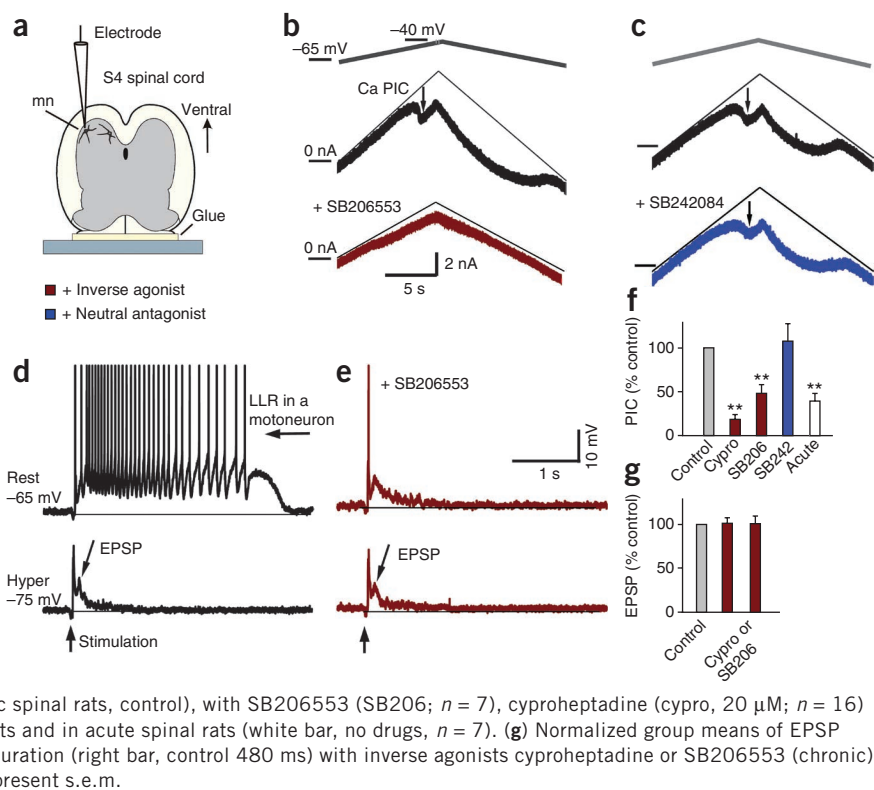 a
Electrode
S4 spinal cord
mn
Ventral
Glue
+ Inverse agonist
+ Neutral antagonist
b
–40 mV
–65 mV
Ca PIC
0 nA
+ SB206553
0 nA
2 nA
5 s
c
+ SB242084
d
LLR in a
motoneuron
Rest
–65 mV
EPSP
Hyper
–75 mV
Stimulation
e
+ SB206553
10 mV
1 s
EPSP
f
PIC (% control)
100
50
0
**
**
**
Control
Cypro
SB206
SB242
Acute
g
EPSP (% control)
100
50
0
Control
Cypro or
SB206
c spinal rats, control), with SB206553 (SB206; n = 7), cyproheptadine (cypro, 20 μM; n = 16)
ts and in acute spinal rats (white bar, no drugs, n = 7). (g) Normalized group means of EPSP
uration (right bar, control 480 ms) with inverse agonists cyproheptadine or SB206553 (chronic)
present s.e.m.